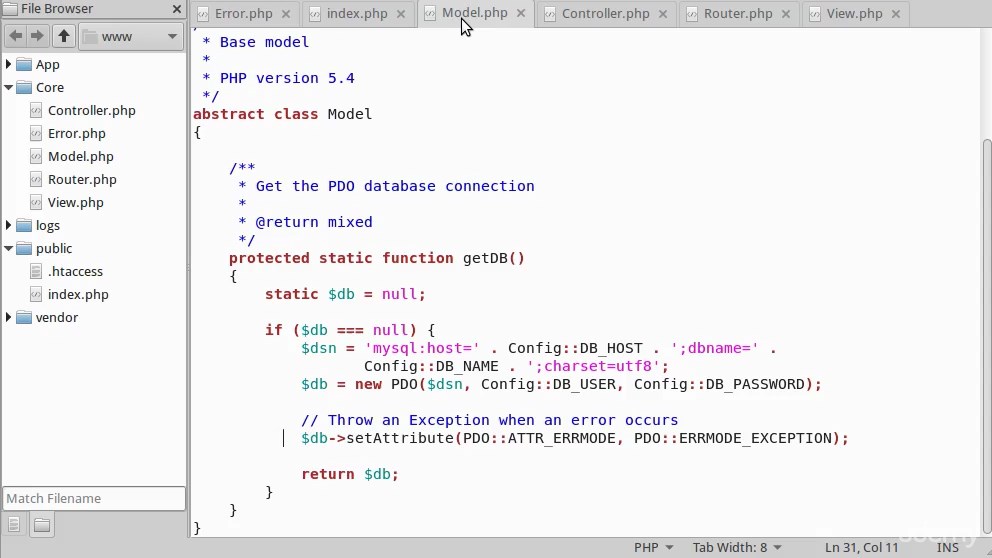 File Browser
Error.php
index.php
Model.php
Controller.php
Router.php
View.php
www
App
Core
Controller.php
Error.php
Model.php
Router.php
View.php
logs
public
.htaccess
index.php
vendor
Match Filename
* Base model
*
* PHP version 5.4
*/
abstract class Model
{
/**
* Get the PDO database connection
*
* @return mixed
*/
protected static function getDB()
{
static $db = null;
if ($db === null) {
$dsn = 'mysql:host=' . Config::DB_HOST . ';dbname=' .
Config::DB_NAME . ';charset=utf8';
$db = new PDO($dsn, Config::DB_USER, Config::DB_PASSWORD);
// Throw an Exception when an error occurs
$db->setAttribute(PDO::ATTR_ERRMODE, PDO::ERRMODE_EXCEPTION);
return $db;
}
}
}
PHP
Tab Width: 8
Ln 31, Col 11
INS